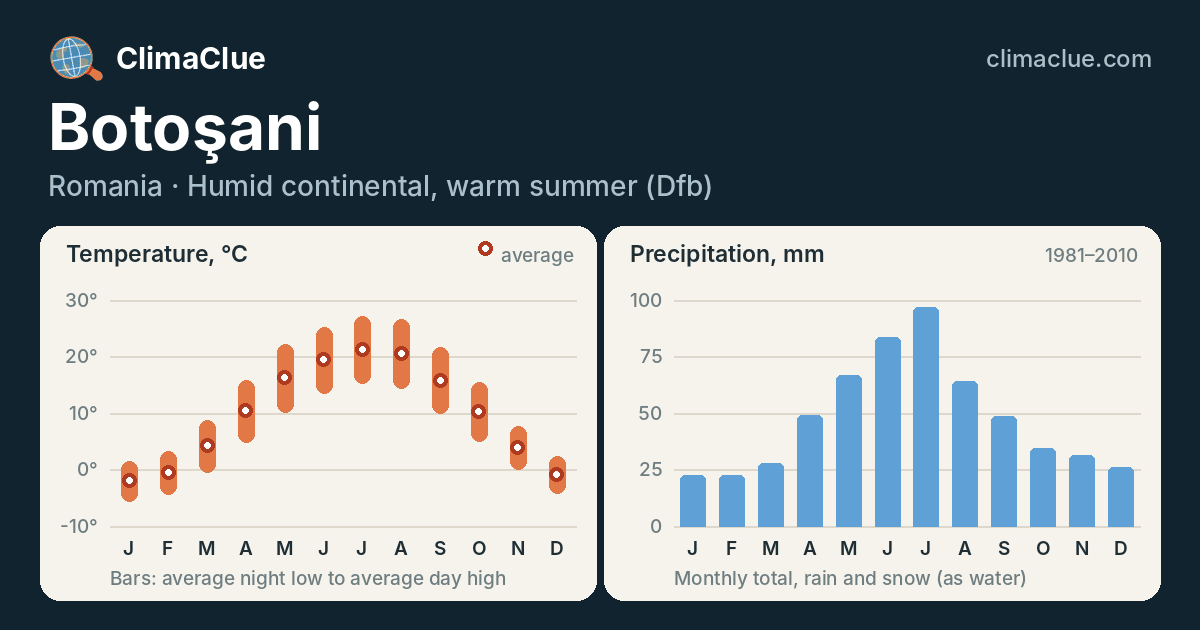 ClimaClue
climaclue.com
Botoşani
Romania · Humid continental, warm summer (Dfb)
Temperature, °C
average
30°
20°
10°
0°
-10°
J F M A M J J A S O N D
Bars: average night low to average day high
Precipitation, mm
1981–2010
100
75
50
25
0
J F M A M J J A S O N D
Monthly total, rain and snow (as water)